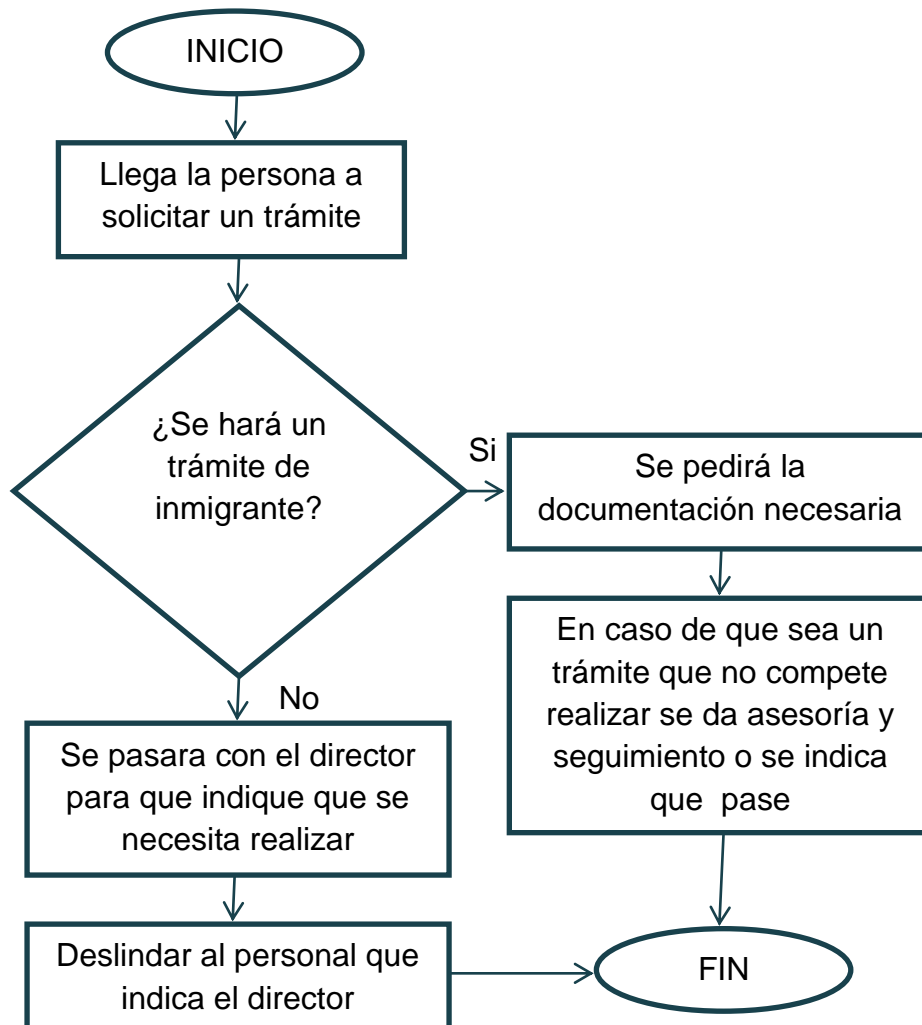 INICIO
Llega la persona a
solicitar un trámite
¿Se hará un
trámite de
inmigrante?
Si
Se pedirá la
documentación necesaria
En caso de que sea un
trámite que no compete
realizar se da asesoría y
seguimiento o se indica
que pase
No
Se pasara con el director
para que indique que se
necesita realizar
Deslindar al personal que
indica el director
FIN